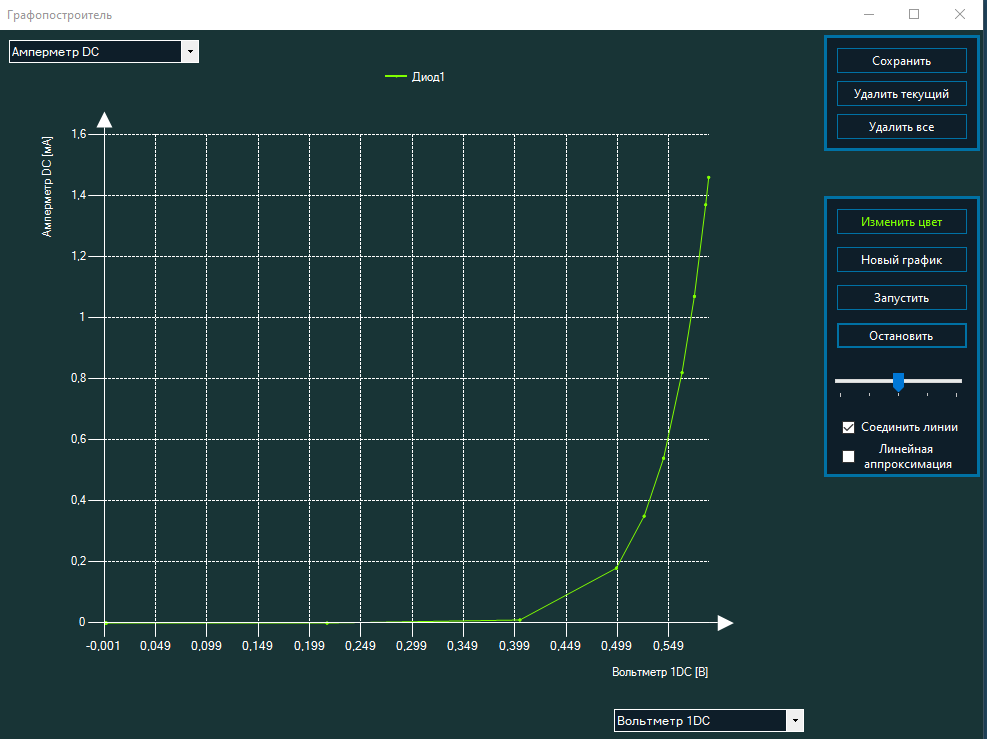 Графопостроитель
Амперметр DC
Диод1
Сохранить
Удалить текущий
Удалить все
Амперметр DC [мА]
1,6
1,4
1,2
1
0,8
0,6
0,4
0,2
0
-0,001 0,049 0,099 0,149 0,199 0,249 0,299 0,349 0,399 0,449 0,499 0,549
Вольтметр 1DC [В]
Изменить цвет
Новый график
Запустить
Остановить
Соединить линии
Линейная
аппроксимация
Вольтметр 1DC